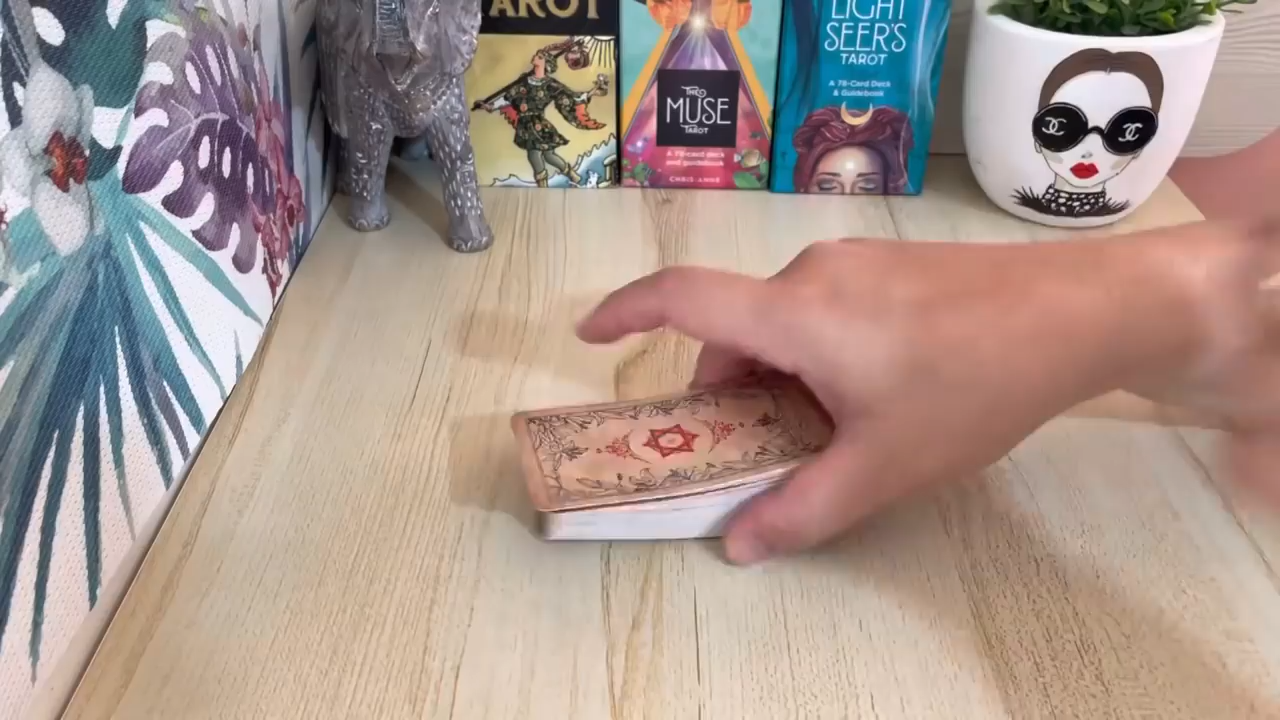 TAROT
THE
MUSE
TAROT
A 78-card deck
and guidebook
CHRIS-ANNE
LIGHT
SEER'S
TAROT
A 78-Card Deck
& Guidebook